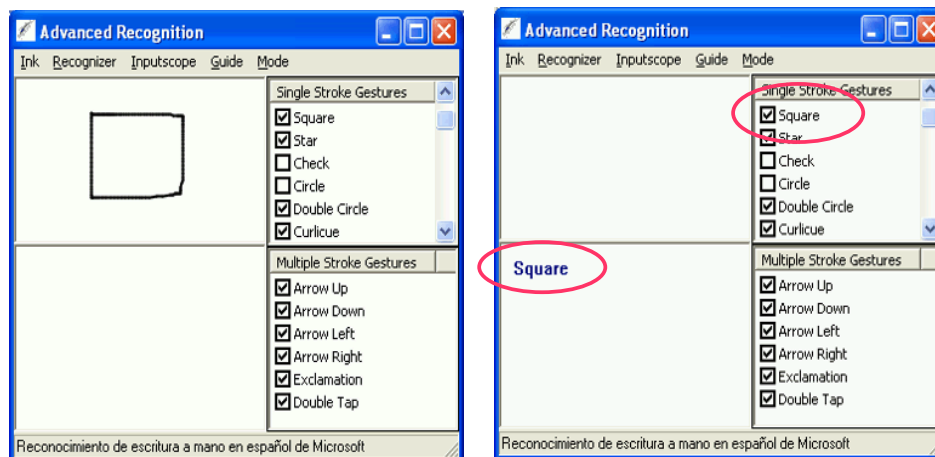 Advanced Recognition
Ink Recognizer Inputscope Guide Mode
Single Stroke Gestures
Square
Star
Check
Circle
Double Circle
Curlicue
Multiple Stroke Gestures
Arrow Up
Arrow Down
Arrow Left
Arrow Right
Exclamation
Double Tap
Reconocimiento de escritura a mano en español de Microsoft
Advanced Recognition
Ink Recognizer Inputscope Guide Mode
Single Stroke Gestures
Square
Star
Check
Circle
Double Circle
Curlicue
Square
Multiple Stroke Gestures
Arrow Up
Arrow Down
Arrow Left
Arrow Right
Exclamation
Double Tap
Reconocimiento de escritura a mano en español de Microsoft